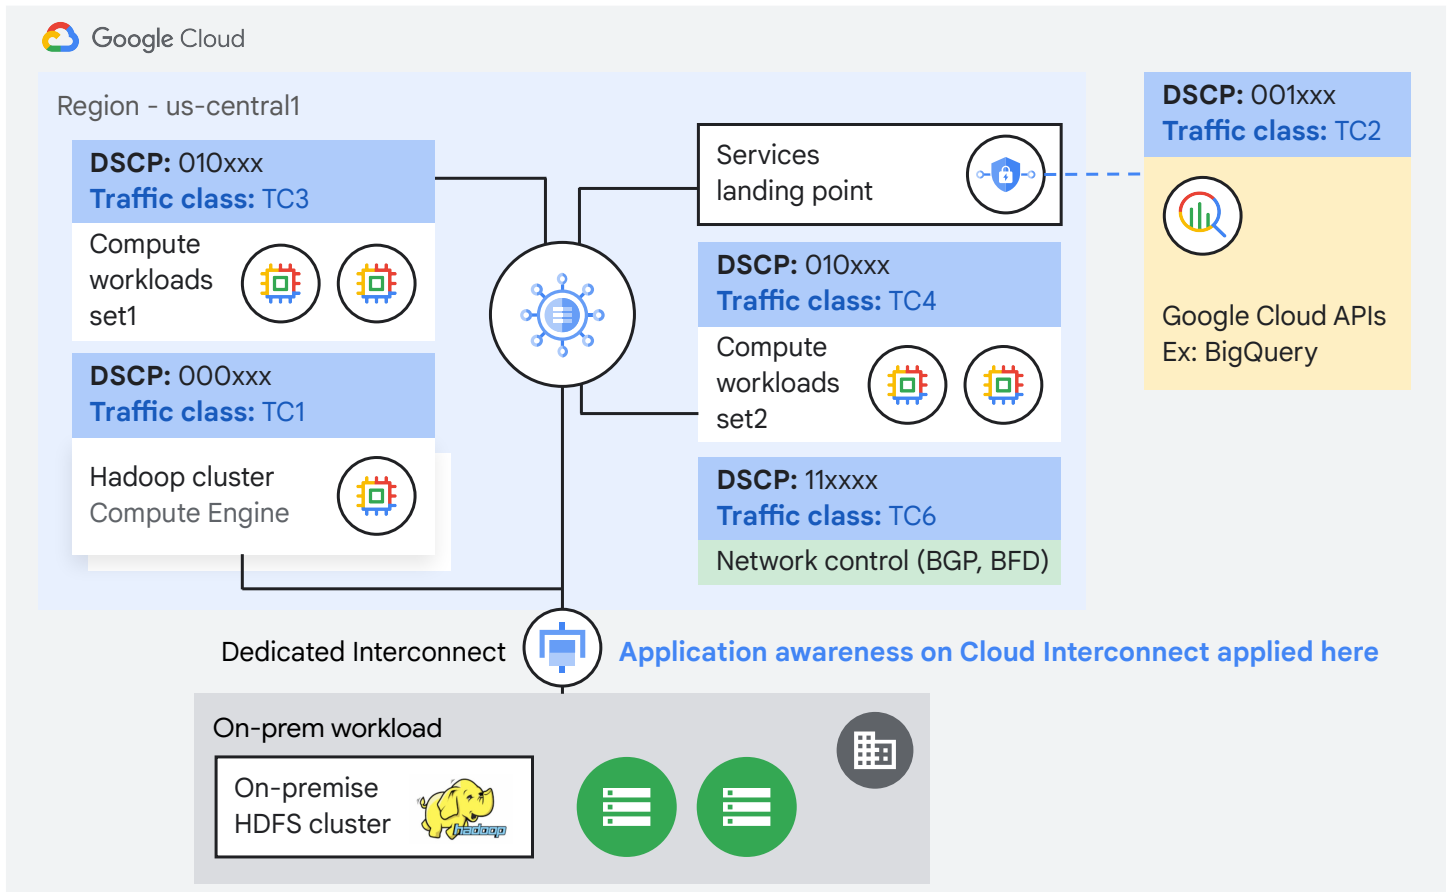 Google Cloud
Region - us-central1
DSCP: 010xxx
Traffic class: TC3
Compute
workloads
set1
DSCP: 000xxx
Traffic class: TC1
Hadoop cluster
Compute Engine
Services
landing point
DSCP: 010xxx
Traffic class: TC4
Compute
workloads
set2
DSCP: 11xxxx
Traffic class: TC6
Network control (BGP, BFD)
DSCP: 001xxx
Traffic class: TC2
Google Cloud APIs
Ex: BigQuery
Dedicated Interconnect
Application awareness on Cloud Interconnect applied here
On-prem workload
On-premise
HDFS cluster
hadoop